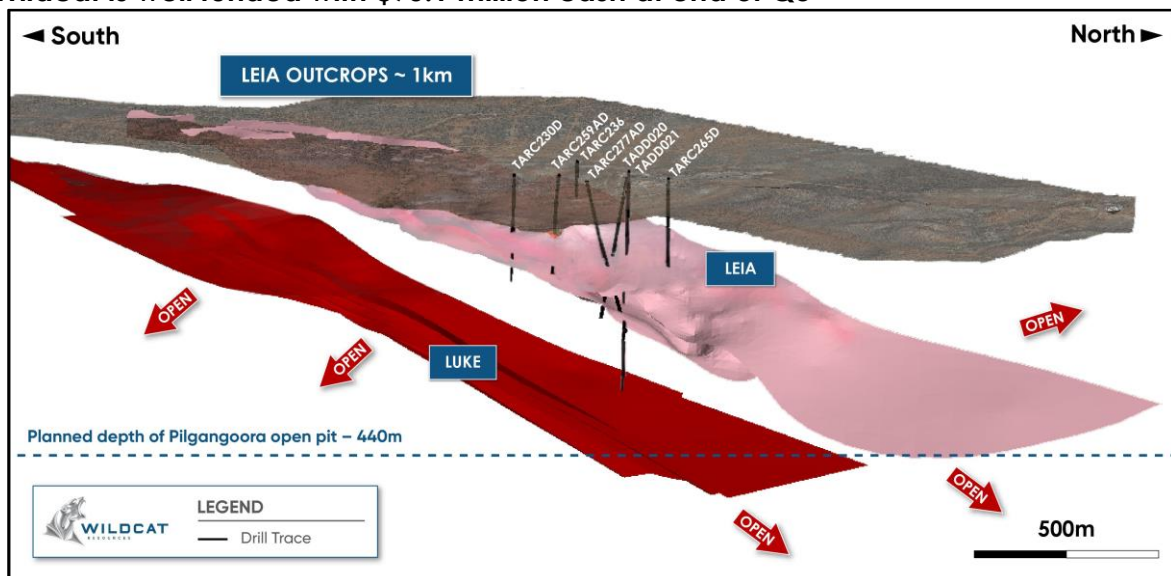 South
North
LEIA OUTCROPS ~ 1km
TARC230D
TARC259AD
TARC236
TARC277AD
TADD020
TADD021
TARC265D
LEIA
OPEN
OPEN
OPEN
LUKE
Planned depth of Pilgangoora open pit – 440m
OPEN
OPEN
WILDCAT
RESOURCES
LEGEND
Drill Trace
500m